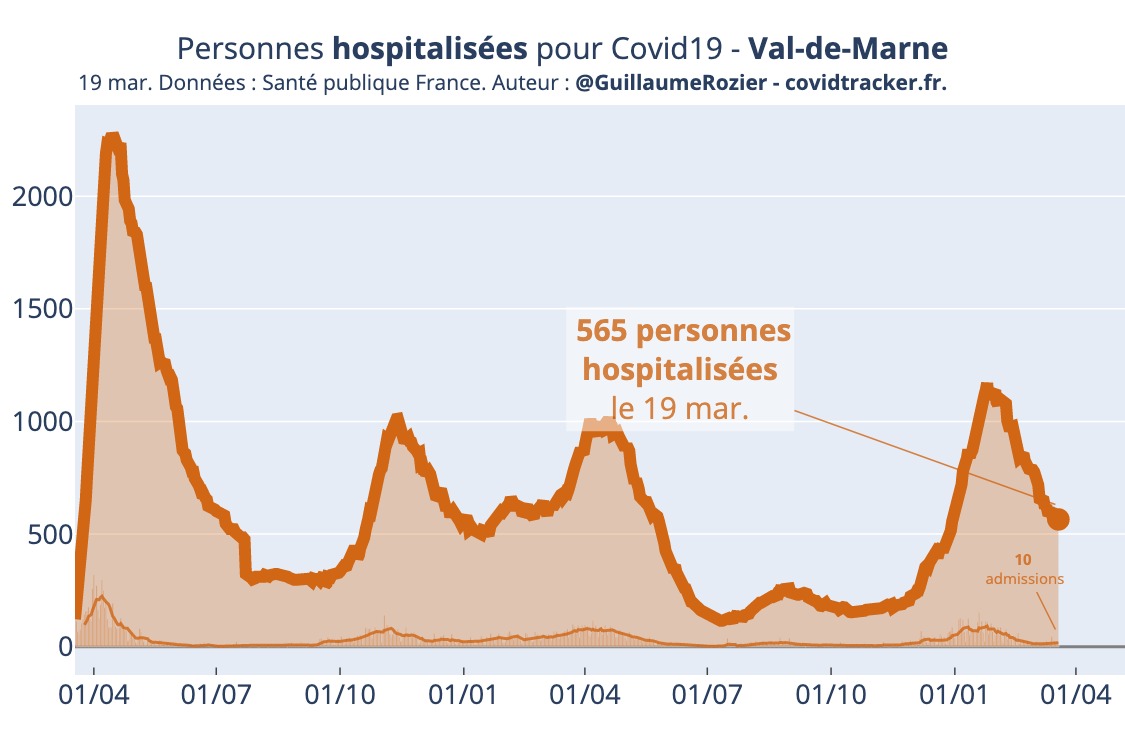 Personnes hospitalisées pour Covid19 - Val-de-Marne
19 mar. Données : Santé publique France. Auteur : @GuillaumeRozier - covidtracker.fr.
2000
1500
565 personnes
hospitalisées
le 19 mar.
1000
500
10
admissions
0
01/04 01/07 01/10 01/01 01/04 01/07 01/10 01/01 01/04